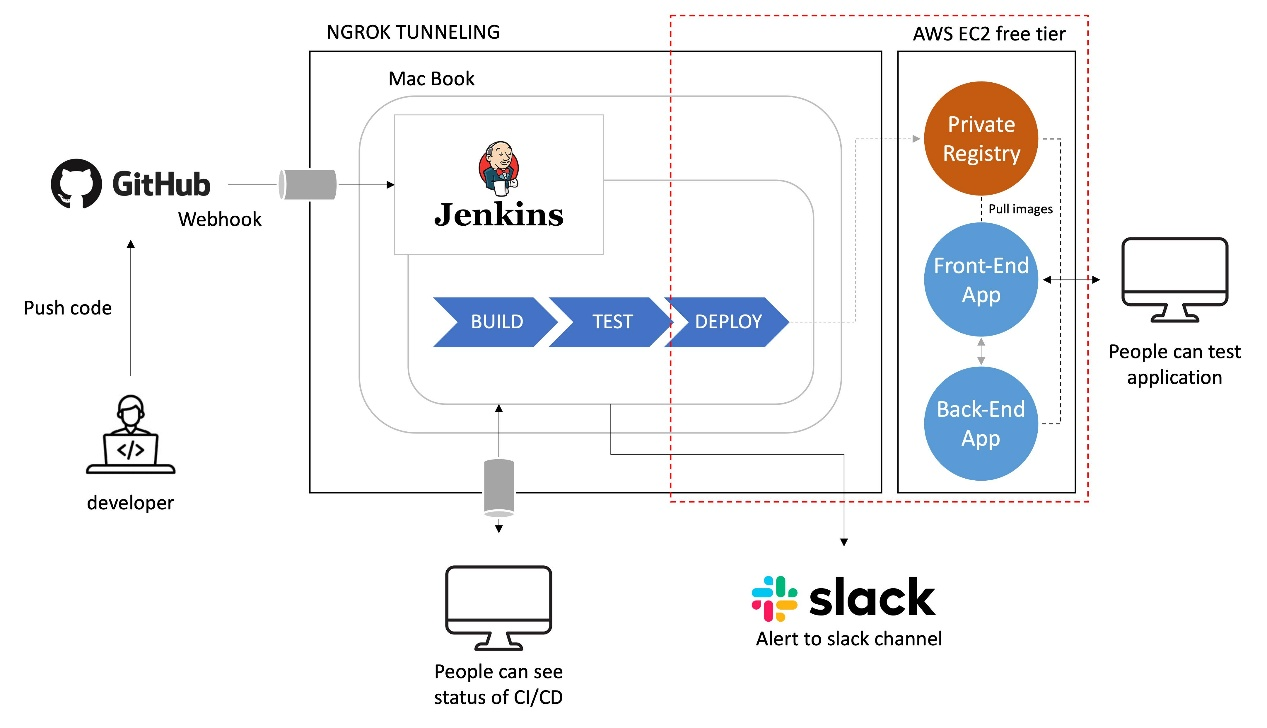 NGROK TUNNELING
AWS EC2 free tier
Mac Book
Private
Registry
GitHub
Webhook
Jenkins
Pull images
Front-End
App
Push code
BUILD
TEST
DEPLOY
People can test
application
Back-End
App
</>
developer
slack
Alert to slack channel
People can see
status of CI/CD